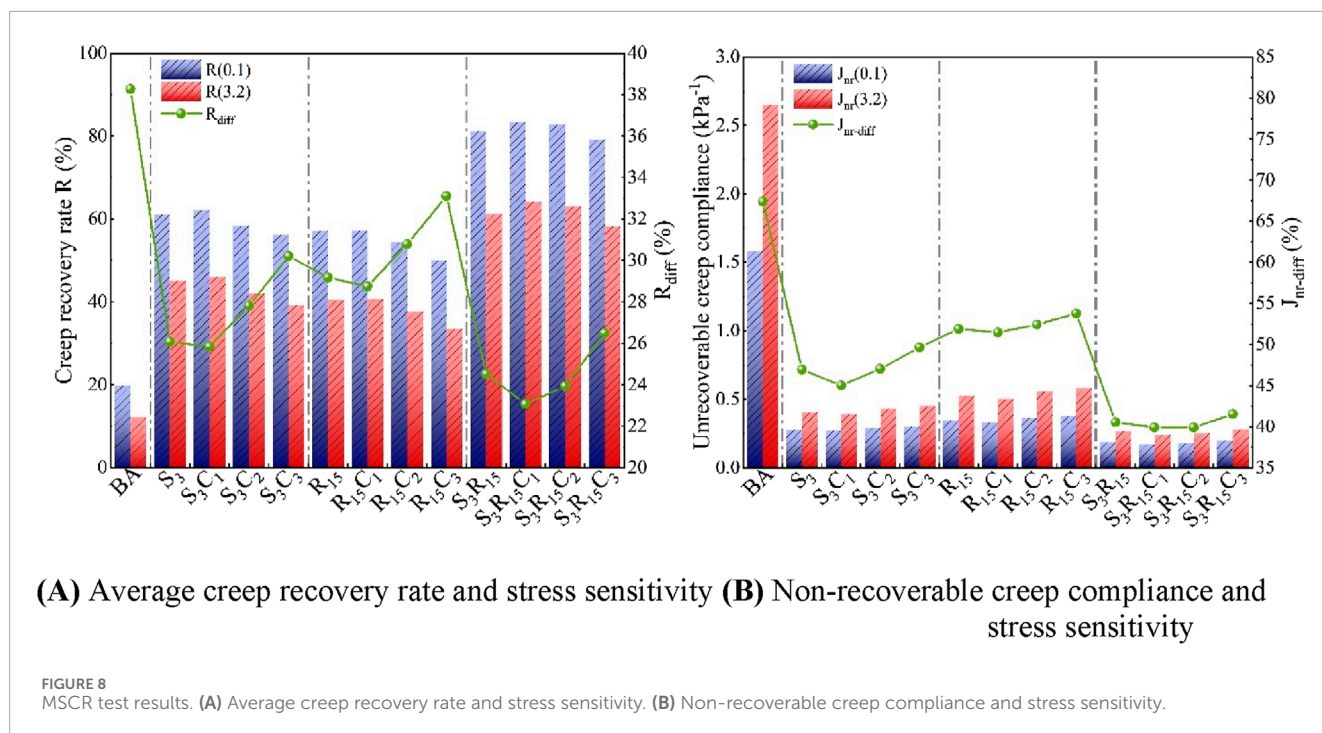 100
80
60
40
20
0
Creep recovery rate R (%)
R(0.1)
R(3.2)
R_diff
40
38
36
34
32
30
28
26
24
22
20
R_diff (%)
BA
S₃
S₃C₁
S₃C₂
S₃C₃
R₁₅
R₁₅C₁
R₁₅C₂
R₁₅C₃
S₃R₁₅
S₃R₁₅C₁
S₃R₁₅C₂
S₃R₁₅C₃
3.0
2.5
2.0
1.5
1.0
0.5
0.0
Unrecoverable creep compliance (kPa⁻¹)
J_nr(0.1)
J_nr(3.2)
J_nr-diff
85
80
75
70
65
60
55
50
45
40
35
J_nr-diff (%)
BA
S₃
S₃C₁
S₃C₂
S₃C₃
R₁₅
R₁₅C₁
R₁₅C₂
R₁₅C₃
S₃R₁₅
S₃R₁₅C₁
S₃R₁₅C₂
S₃R₁₅C₃
(A) Average creep recovery rate and stress sensitivity (B) Non-recoverable creep compliance and
stress sensitivity
FIGURE 8
MSCR test results. (A) Average creep recovery rate and stress sensitivity. (B) Non-recoverable creep compliance and stress sensitivity.